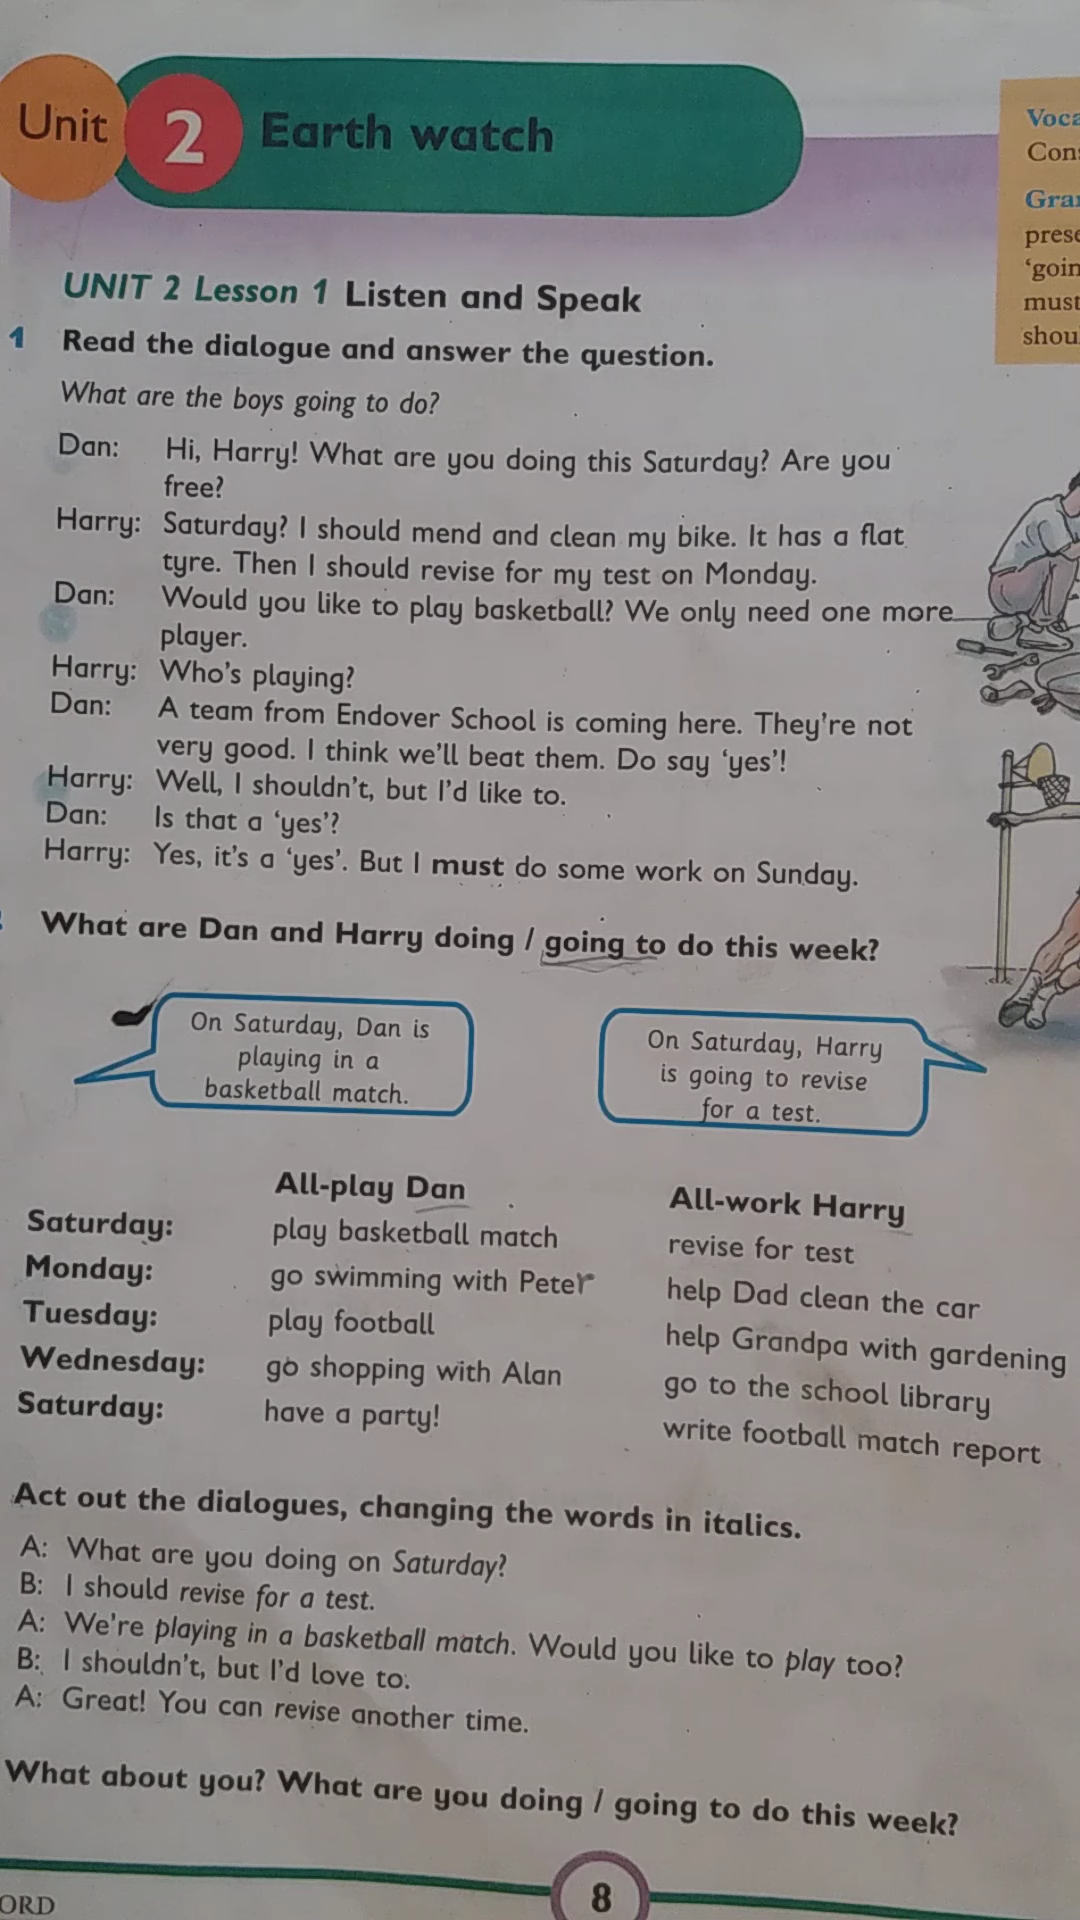 Unit 2 Earth watch
UNIT 2 Lesson 1 Listen and Speak
1 Read the dialogue and answer the question.
What are the boys going to do?
Dan: Hi, Harry! What are you doing this Saturday? Are you
free?
Harry: Saturday? I should mend and clean my bike. It has a flat
tyre. Then I should revise for my test on Monday.
Dan: Would you like to play basketball? We only need one more
player.
Harry: Who's playing?
Dan: A team from Endover School is coming here. They're not
very good. I think we'll beat them. Do say 'yes'!
Harry: Well, I shouldn't, but I'd like to.
Dan: Is that a 'yes'?
Harry: Yes, it's a 'yes'. But I must do some work on Sunday.
What are Dan and Harry doing / going to do this week?
On Saturday, Dan is
playing in a
basketball match.
On Saturday, Harry
is going to revise
for a test.
All-play Dan All-work Harry
Saturday: play basketball match revise for test
Monday: go swimming with Peter help Dad clean the car
Tuesday: play football help Grandpa with gardening
Wednesday: go shopping with Alan go to the school library
Saturday: have a party! write football match report
Act out the dialogues, changing the words in italics.
A: What are you doing on Saturday?
B: I should revise for a test.
A: We're playing in a basketball match. Would you like to play too?
B: I shouldn't, but I'd love to.
A: Great! You can revise another time.
What about you? What are you doing / going to do this week?
8
ORD
Voca
Con
Gra
prese
'goin
must
shou